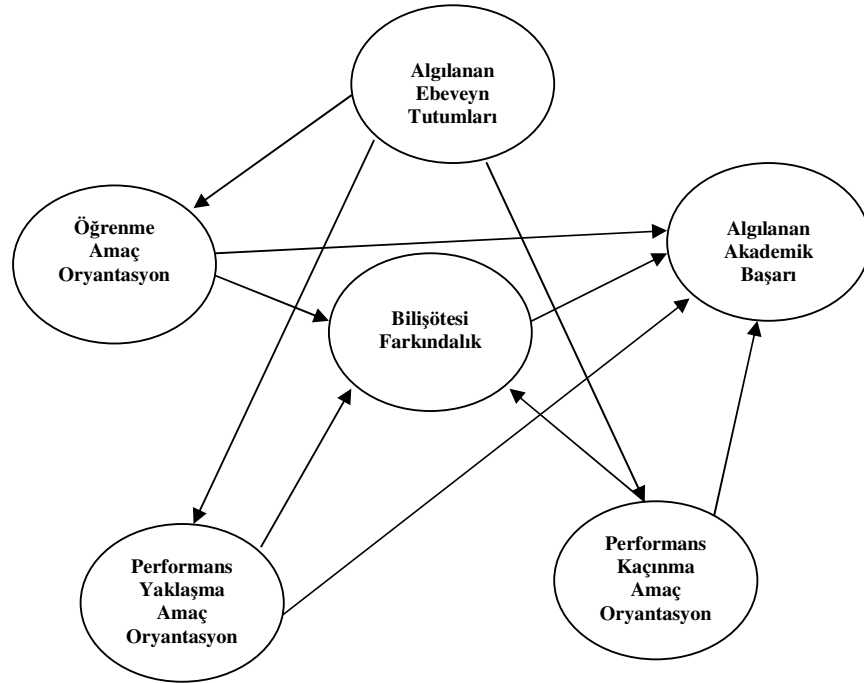 Algılanan
Ebeveyn
Tutumları
Öğrenme
Amaç
Oryantasyon
Algılanan
Akademik
Başarı
Bilişötesi
Farkındalık
Performans
Yaklaşma
Amaç
Oryantasyon
Performans
Kaçınma
Amaç
Oryantasyon